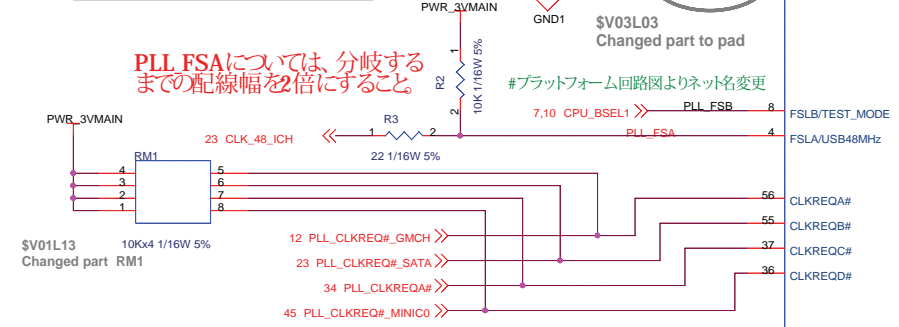 PWR_3VMAIN
GND1
$V03L03
Changed part to pad
PLL_FSAについては、分岐する
までの配線幅を2倍にすること
1
R2
10K 1/16W 5%
2
#プラットフォーム回路図よりネット名変更
7,10 CPU_BSEL1
PLL_FSB
8
FSLB/TEST_MODE
PWR_3VMAIN
23 CLK_48_ICH
1
R3
2
22 1/16W 5%
PLL_FSA
4
FSLA/USB48MHz
RM1
4
3
2
1
5
6
7
8
10Kx4 1/16W 5%
$V01L13
Changed part RM1
56
CLKREQA#
55
CLKREQB#
37
CLKREQC#
36
CLKREQD#
12 PLL_CLKREQ#_GMCH
23 PLL_CLKREQ#_SATA
34 PLL_CLKREQA#
45 PLL_CLKREQ#_MINIC0